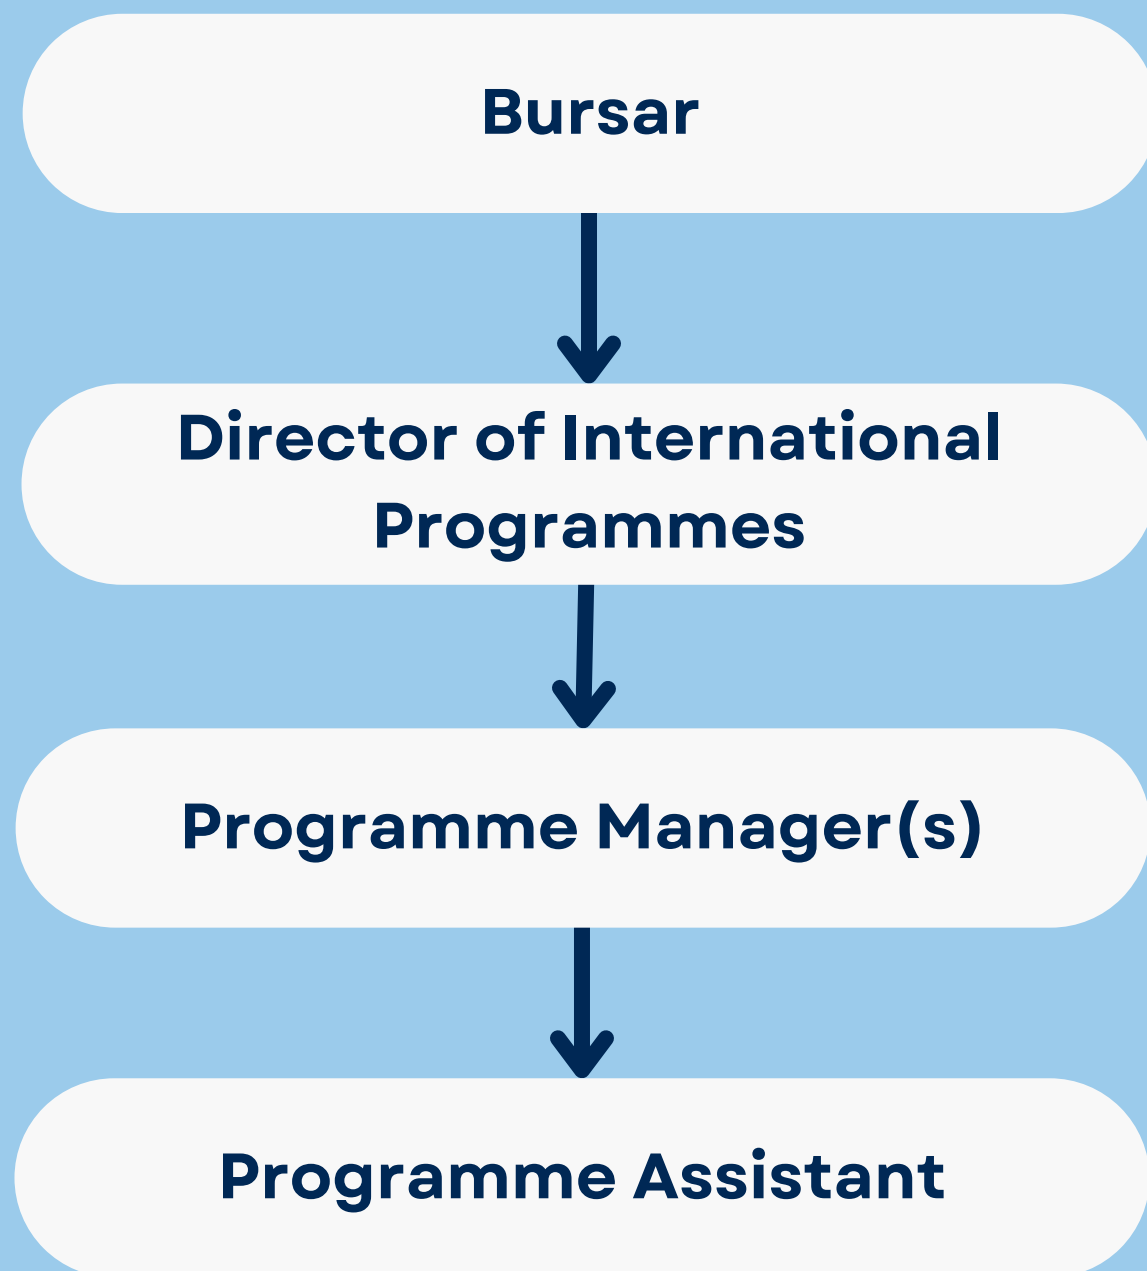 Bursar
Director of International
Programmes
Programme Manager(s)
Programme Assistant